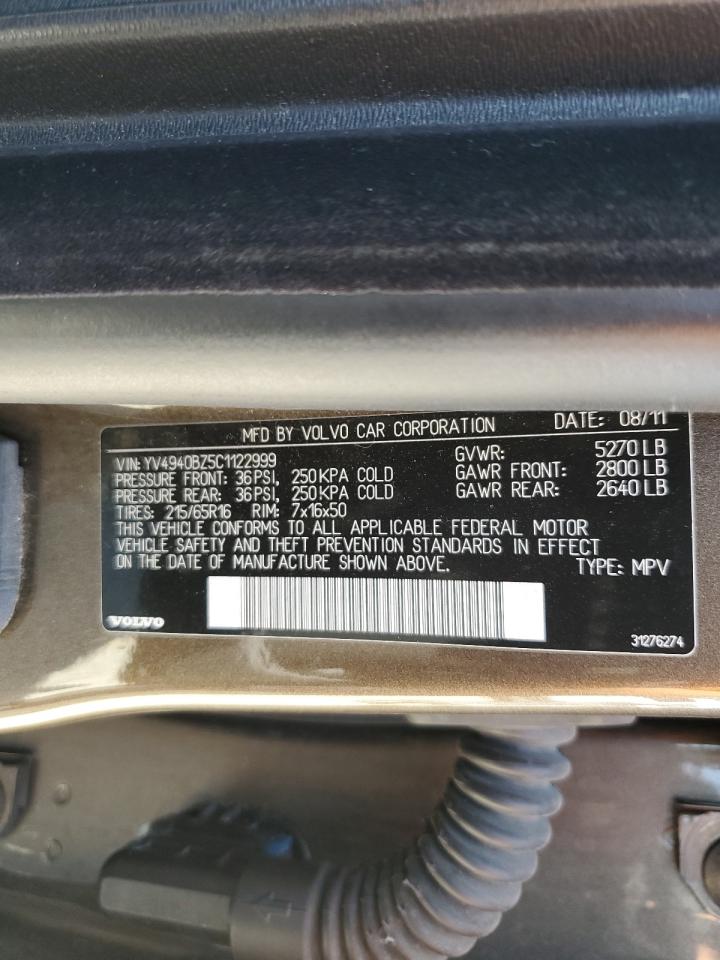 MFD BY VOLVO CAR CORPORATION DATE: 08/11
VIN: YV4940BZ5C1122999 GVWR: 5270 LB
PRESSURE FRONT: 36 PSI, 250 KPA COLD GAWR FRONT: 2800 LB
PRESSURE REAR: 36 PSI, 250 KPA COLD GAWR REAR: 2640 LB
TIRES: 215/65R16 RIM: 7x16x50
THIS VEHICLE CONFORMS TO ALL APPLICABLE FEDERAL MOTOR
VEHICLE SAFETY AND THEFT PREVENTION STANDARDS IN EFFECT
ON THE DATE OF MANUFACTURE SHOWN ABOVE. TYPE: MPV
VOLVO 31276274